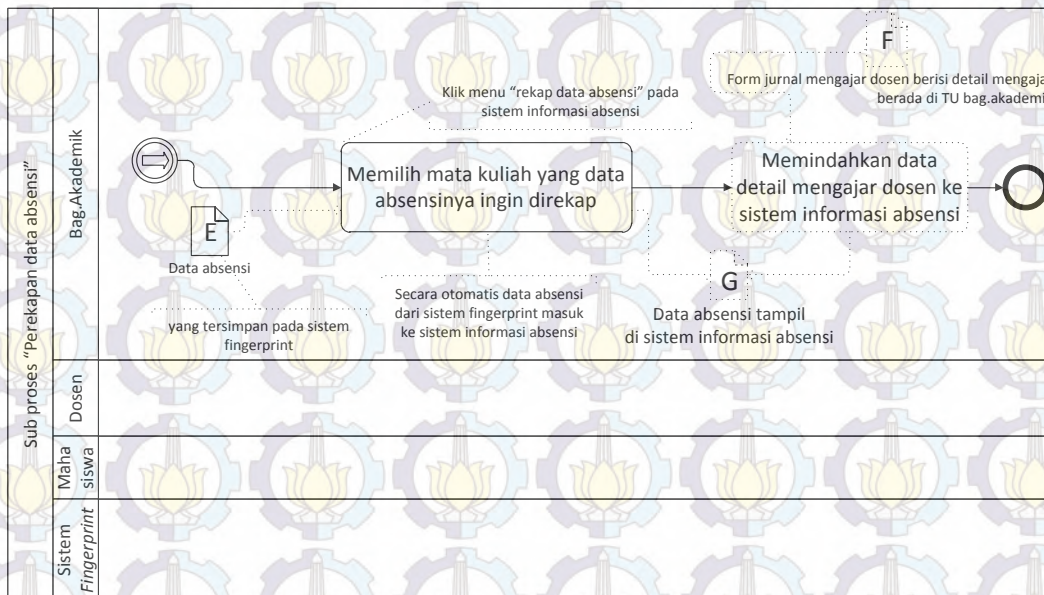 Sub proses “Perekapan data absensi”
Bag.Akademik
F
Form jurnal mengajar dosen berisi detail mengaja
berada di TU bag.akademi
Klik menu “rekap data absensi” pada
sistem informasi absensi
Memilih mata kuliah yang data
absensinya ingin direkap
Memindahkan data
detail mengajar dosen ke
sistem informasi absensi
E
Data absensi
yang tersimpan pada sistem
fingerprint
Secara otomatis data absensi
dari sistem fingerprint masuk
ke sistem informasi absensi
G
Data absensi tampil
di sistem informasi absensi
Dosen
Maha
siswa
Sistem
Fingerprint